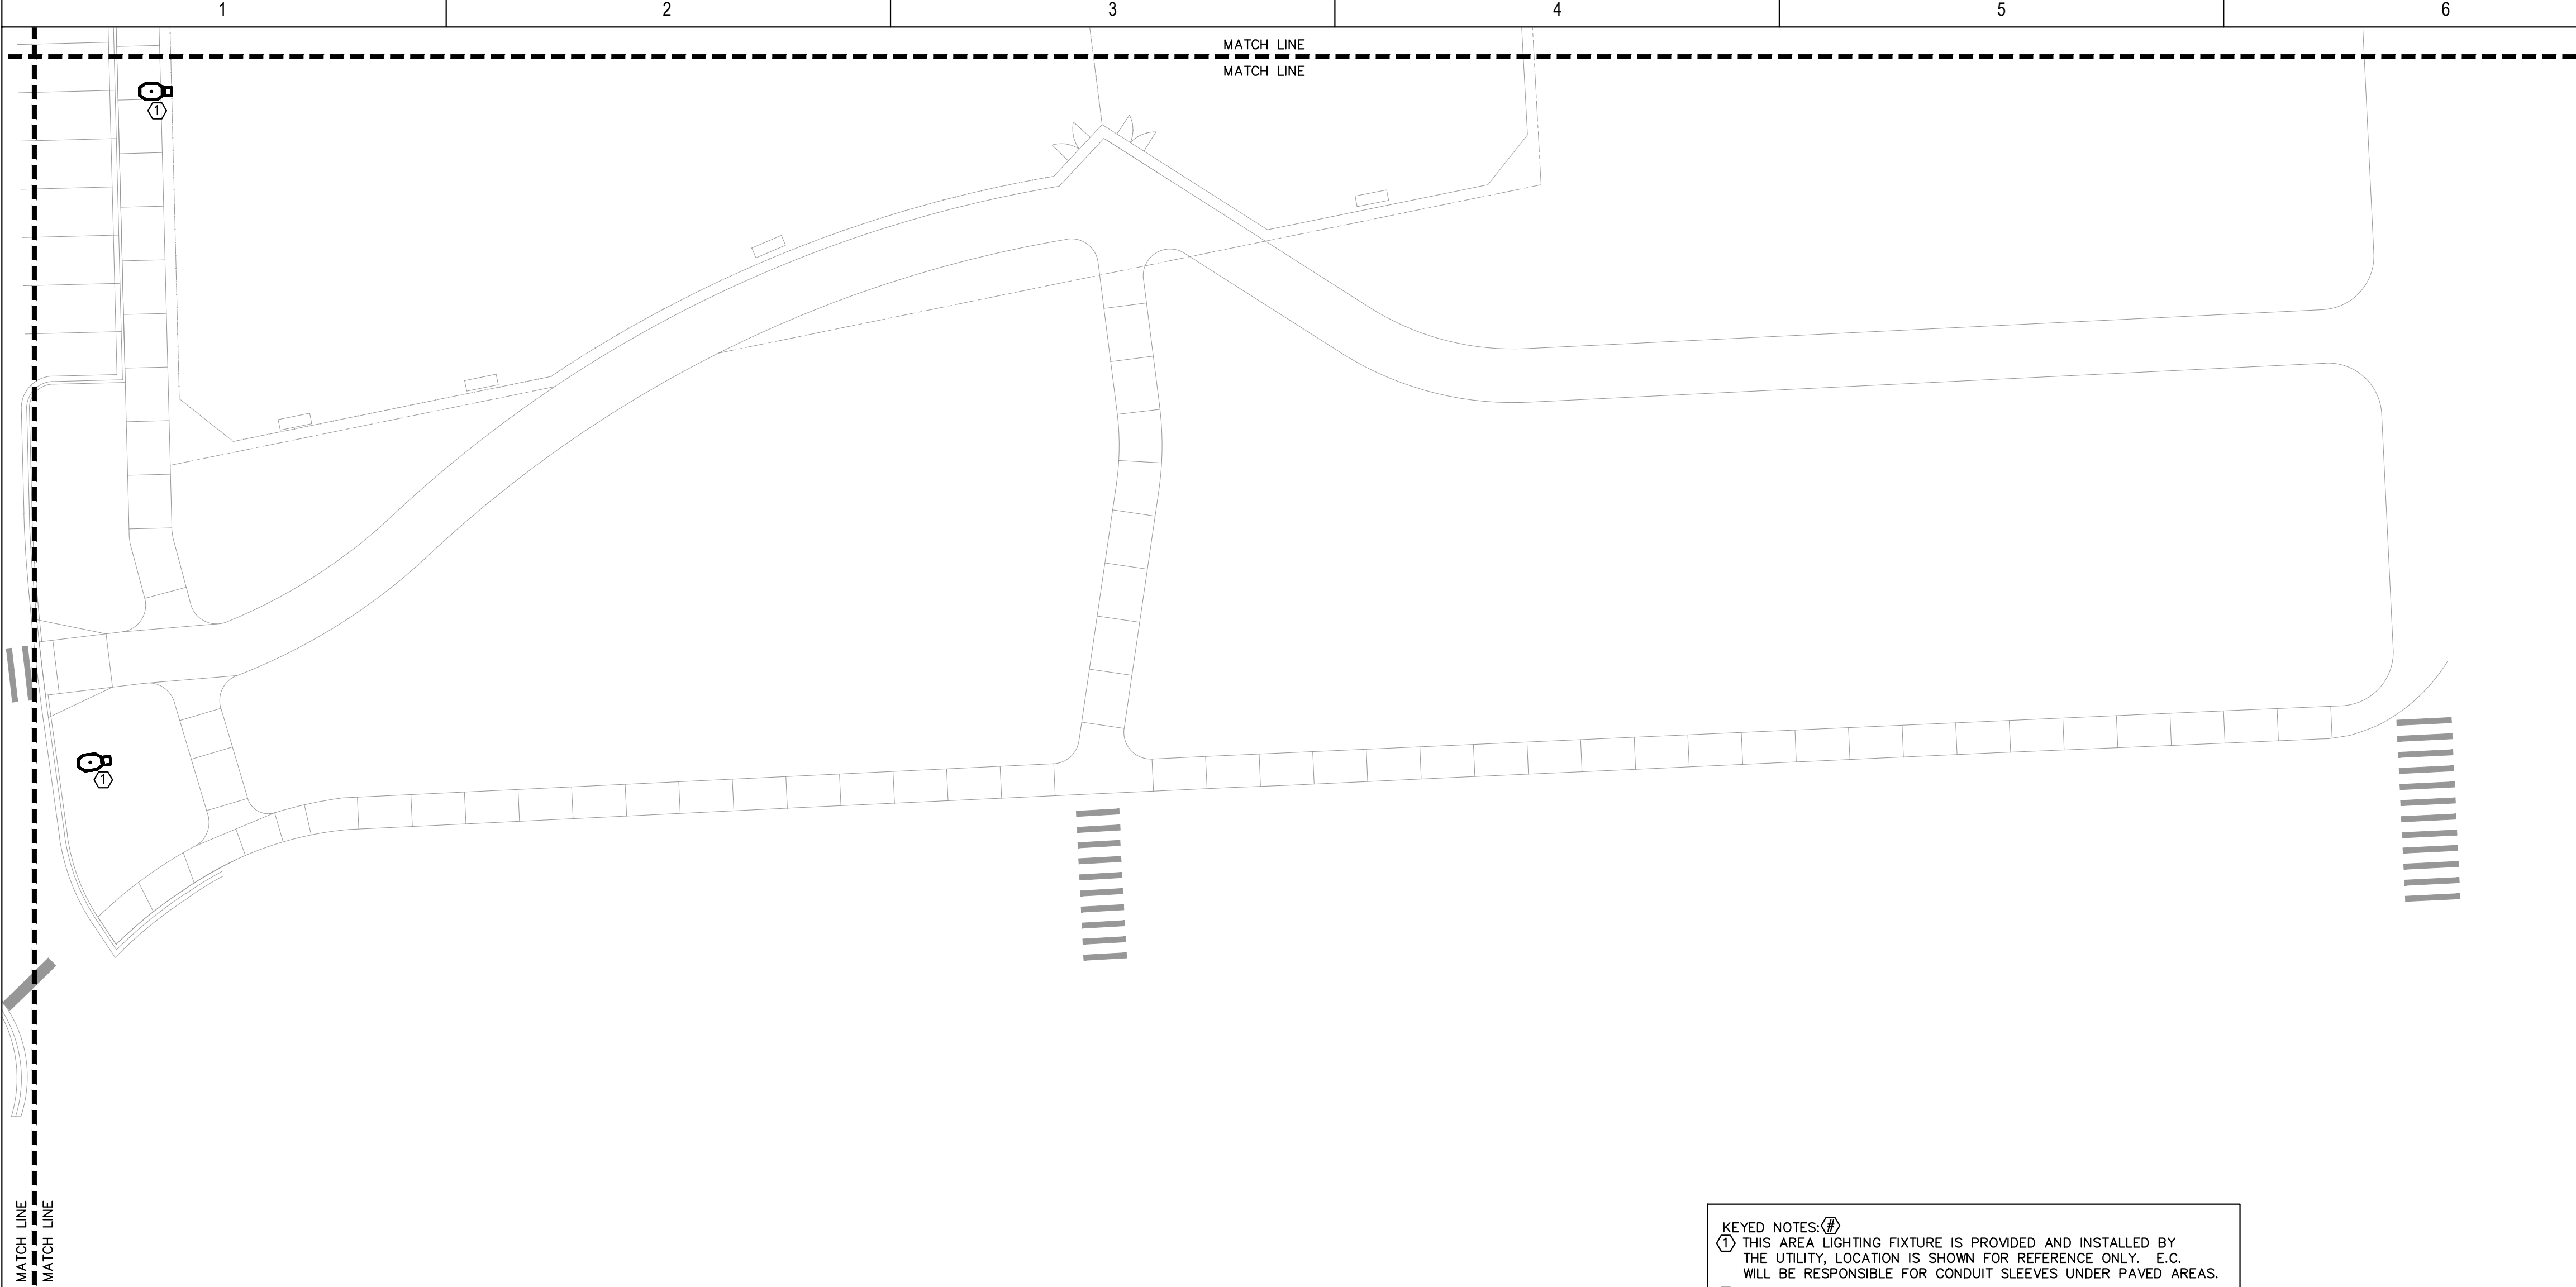 1 2 3 4 5 6
MATCH LINE
MATCH LINE
1
1
MATCH LINE
MATCH LINE
KEYED NOTES: #
1 THIS AREA LIGHTING FIXTURE IS PROVIDED AND INSTALLED BY
THE UTILITY, LOCATION IS SHOWN FOR REFERENCE ONLY. E.C.
WILL BE RESPONSIBLE FOR CONDUIT SLEEVES UNDER PAVED AREAS.